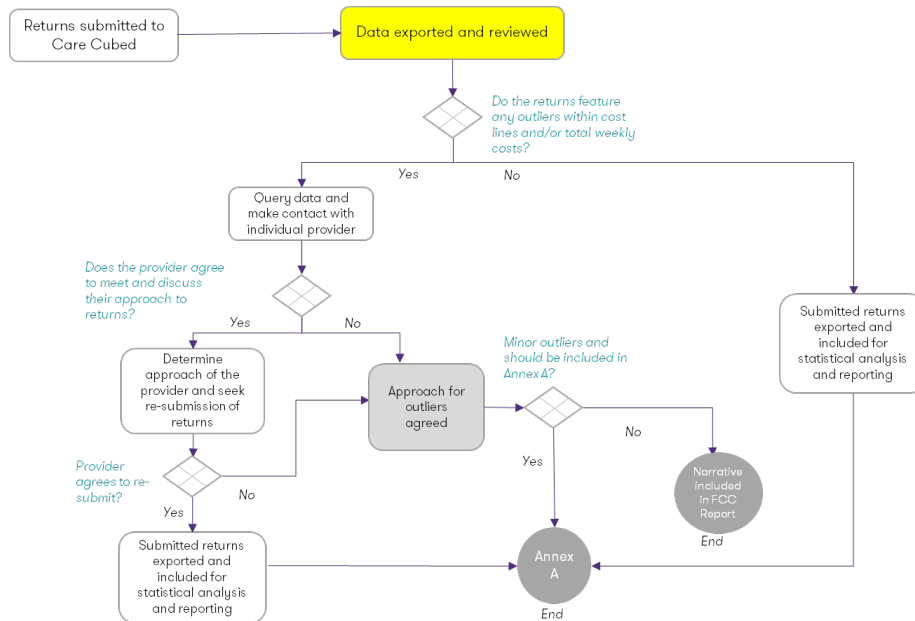 Returns submitted to
Care Cubed
Data exported and reviewed
Do the returns feature
any outliers within cost
lines and/or total weekly
costs?
Yes
No
Query data and
make contact with
individual provider
Does the provider agree
to meet and discuss
their approach to
returns?
Yes
No
Submitted returns
exported and
included for
statistical analysis
and reporting
Minor outliers and
should be included in
Annex A?
Determine
approach of the
provider and seek
re-submission of
returns
Approach for
outliers
agreed
No
Yes
Provider
agrees to re-
submit?
No
Yes
Narrative
included
in FCC
Report
End
Submitted returns
exported and
included for
statistical analysis
and reporting
Annex
A
End